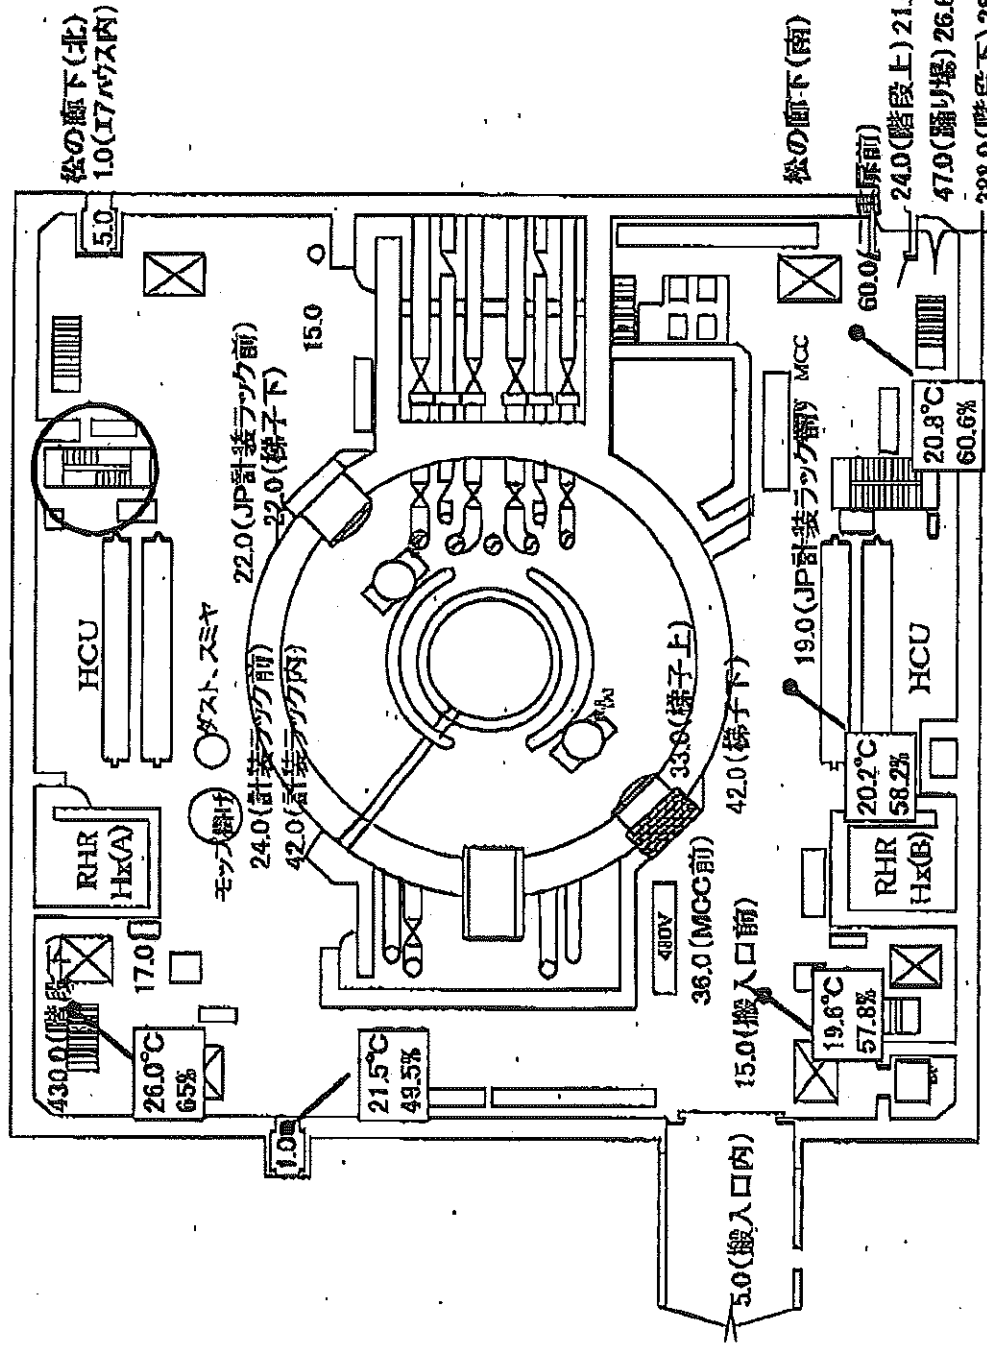 松の廊下(北)
1.0(エアハウス内)
5.0
15.0
22.0(JP計装ラック前)
22.0(梯子下)
HCU
ダスト、スミヤ
モップ掛け
24.0(計装ラック前)
42.0(計装ラック内)
RHR
Hx(A)
17.0
430.0(階段下
26.0℃
65%
1.0
21.5℃
49.5%
松の廊下(南)
60.0(二重扉前)
24.0(階段上) 21.
47.0(踊り場) 26.6
20.8℃
60.6%
MCC
19.0(JP計装ラック前)
HCU
20.2℃
58.2%
RHR
Hx(B)
33.0(梯子上)
42.0(梯子下)
480V
36.0(MCC前)
15.0(搬入口前)
19.6℃
57.8%
5.0(搬入口内)